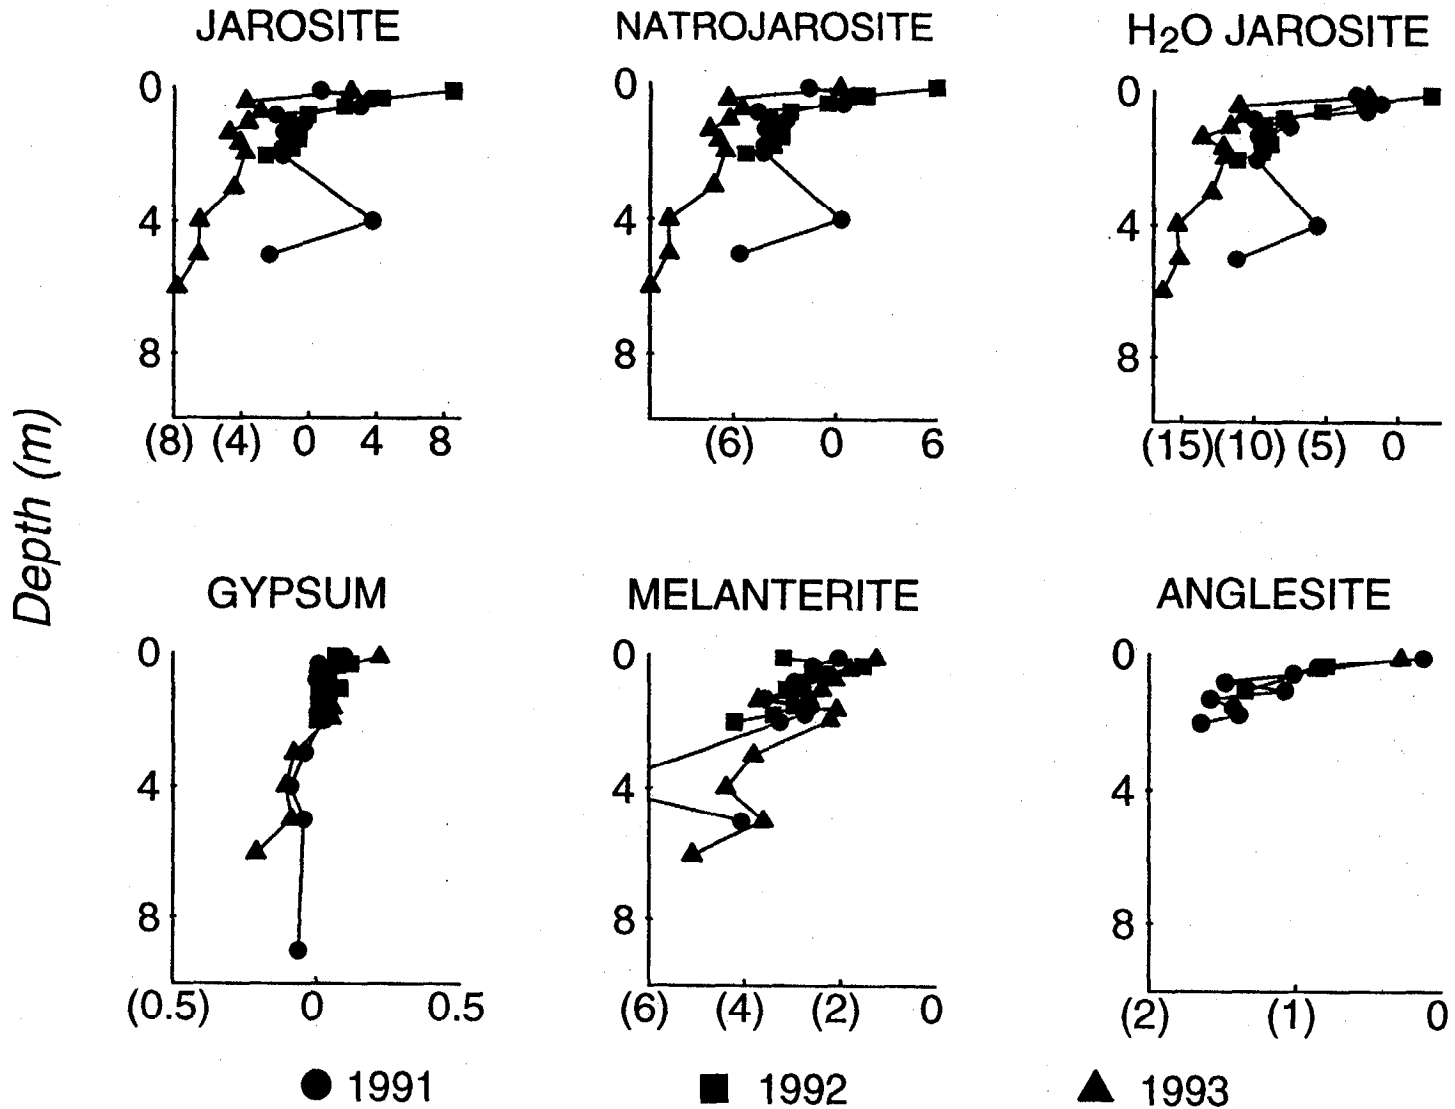 JAROSITE
NATROJAROSITE
H₂O JAROSITE
0
4
8
(8) (4) 0 4 8
0
4
8
(6) 0 6
0
4
8
(15)(10) (5) 0
Depth (m)
GYPSUM
MELANTERITE
ANGLESITE
0
4
8
(0.5) 0 0.5
0
4
8
(6) (4) (2) 0
0
4
8
(2) (1) 0
1991
1992
1993